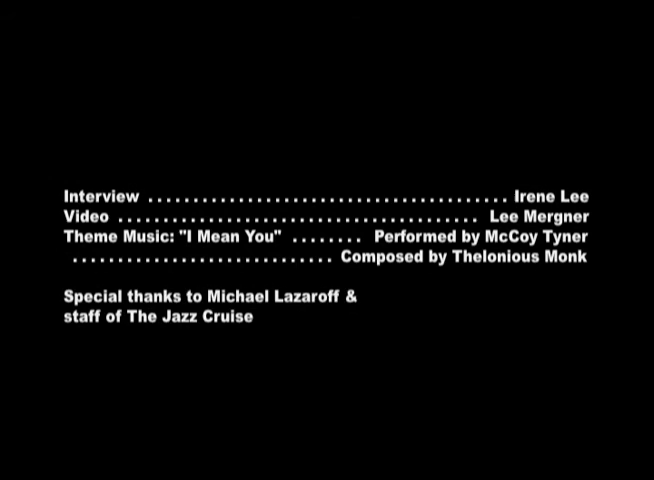 Interview ........................................ Irene Lee
Video ........................................ Lee Mergner
Theme Music: "I Mean You" ........ Performed by McCoy Tyner
............................. Composed by Thelonious Monk
Special thanks to Michael Lazaroff &
staff of The Jazz Cruise